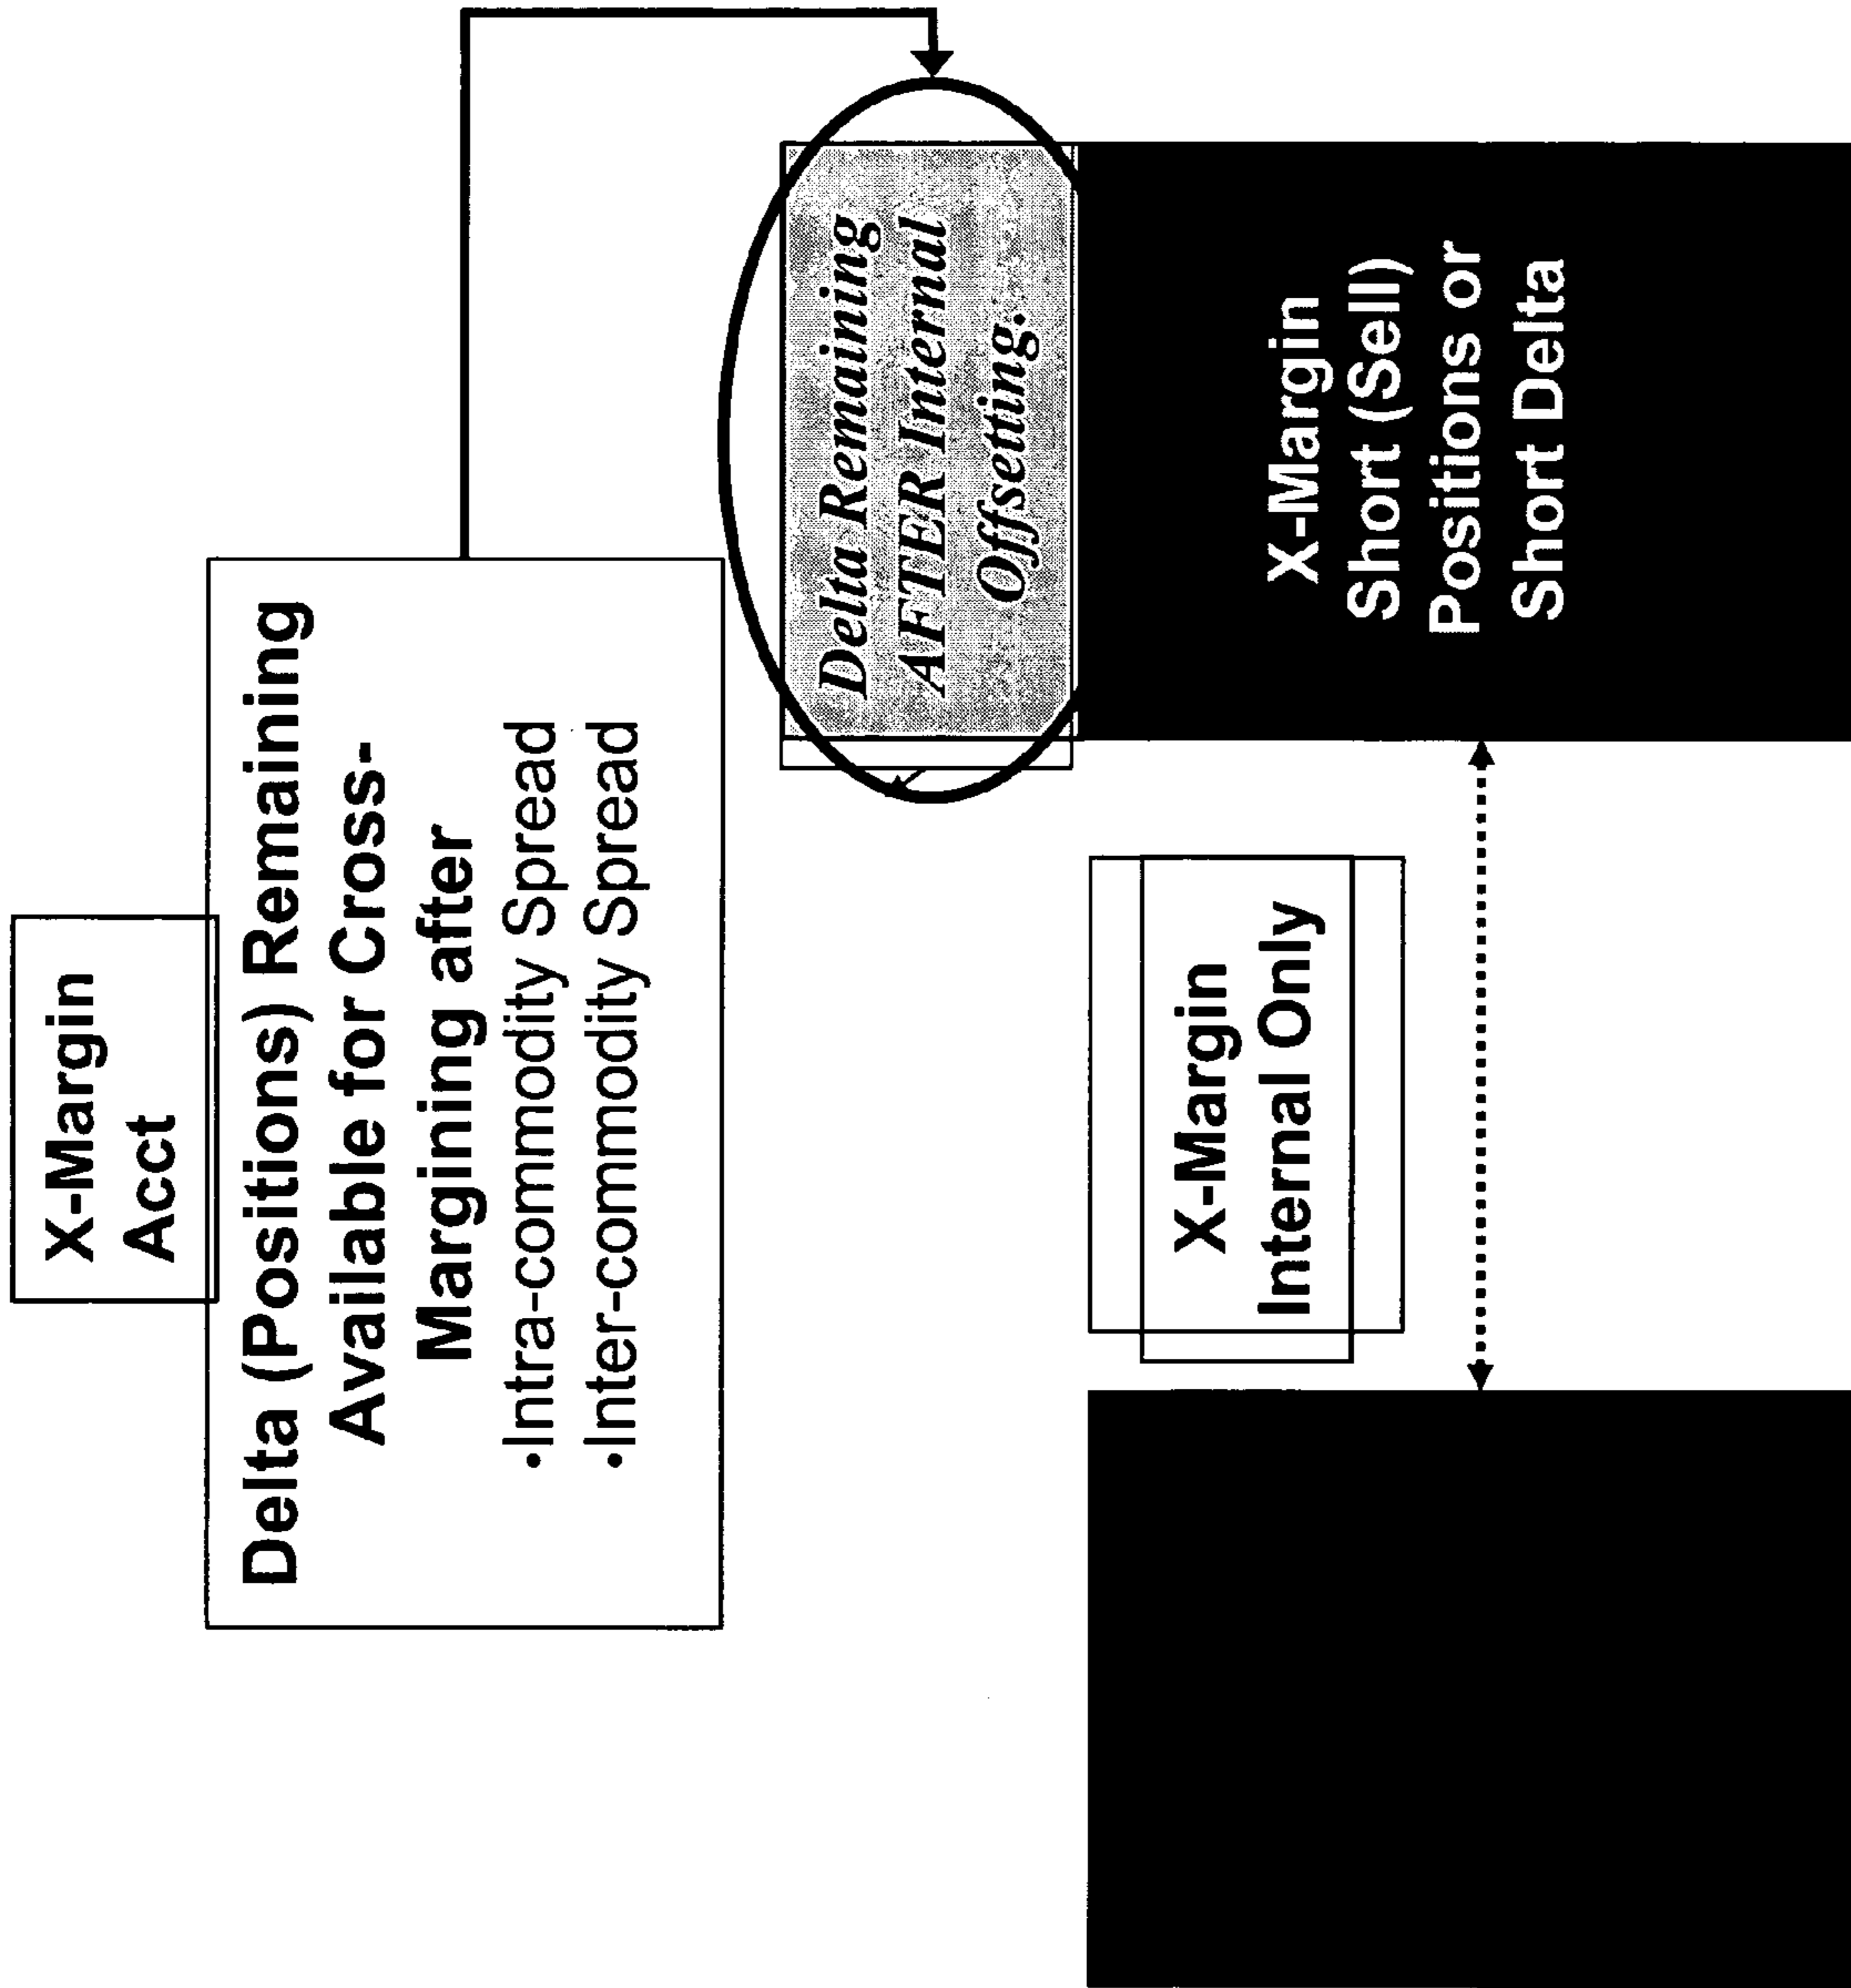 X-Margin
Acct
Delta (Positions) Remaining
Available for Cross-
Margining after
•Intra-commodity Spread
•Inter-commodity Spread
Delta Remaining
AFTER Internal
Offseting.
X-Margin
Internal Only
X-Margin
Short (Sell)
Positions or
Short Delta